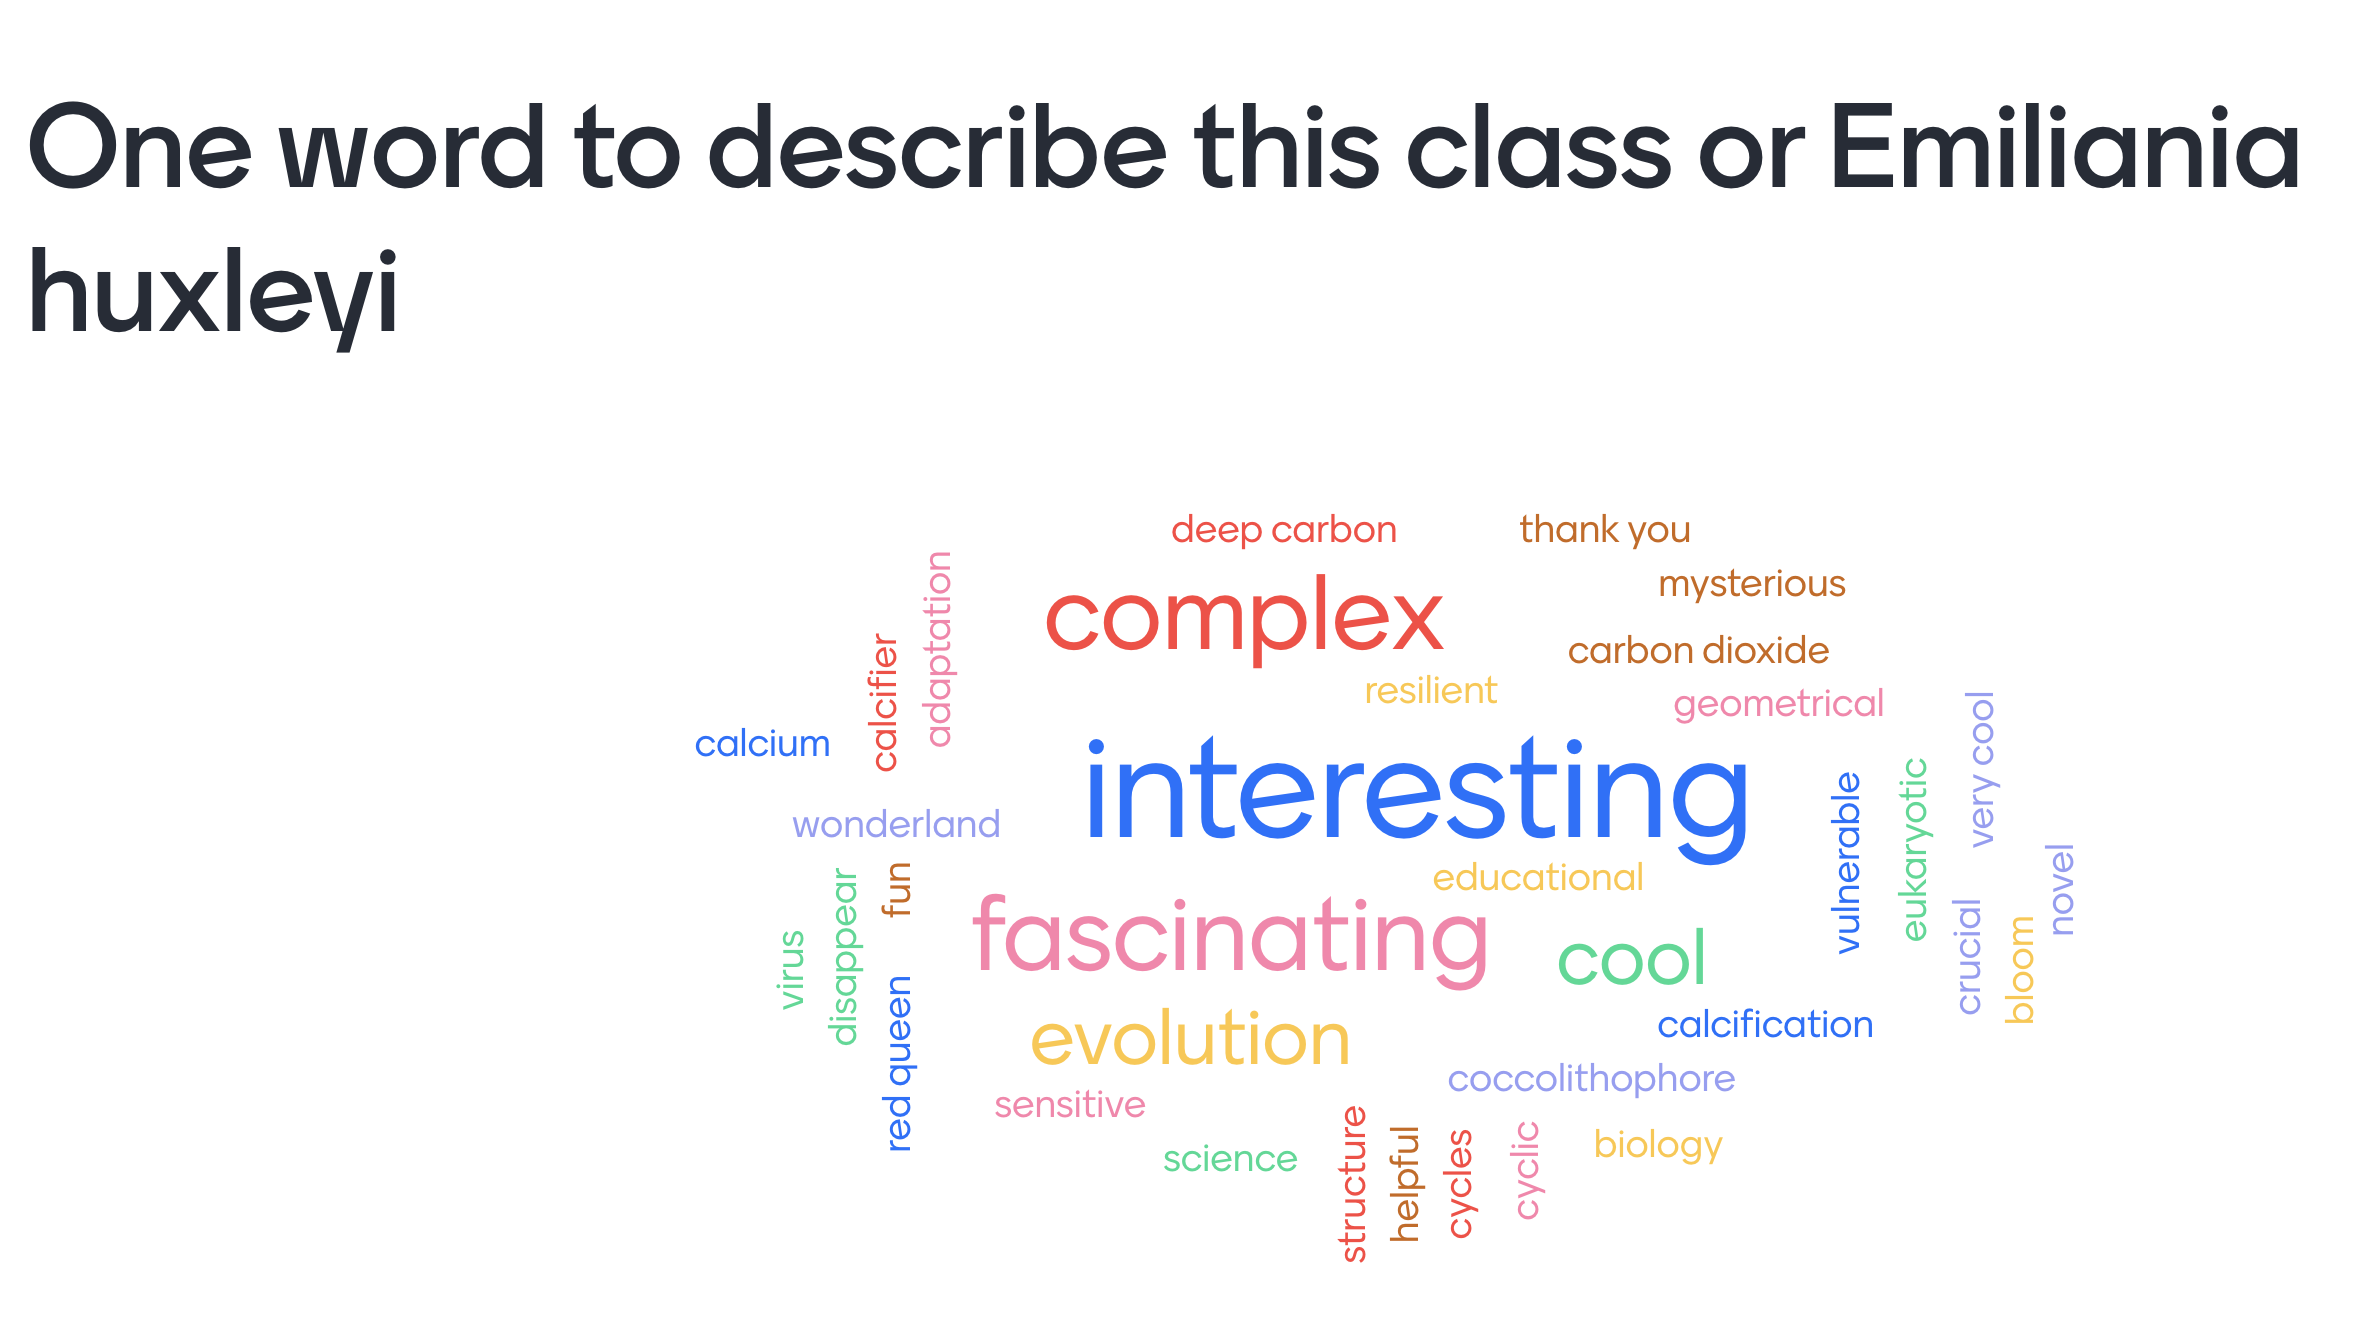 One word to describe this class or Emiliania
huxleyi
deep carbon
thank you
adaptation
complex
mysterious
calcifier
carbon dioxide
resilient
geometrical
very cool
calcium
interesting
vulnerable
eukaryotic
wonderland
novel
fun
educational
disappear
fascinating
crucial
virus
cool
bloom
red queen
evolution
calcification
coccolithophore
sensitive
structure
helpful
cycles
cyclic
biology
science